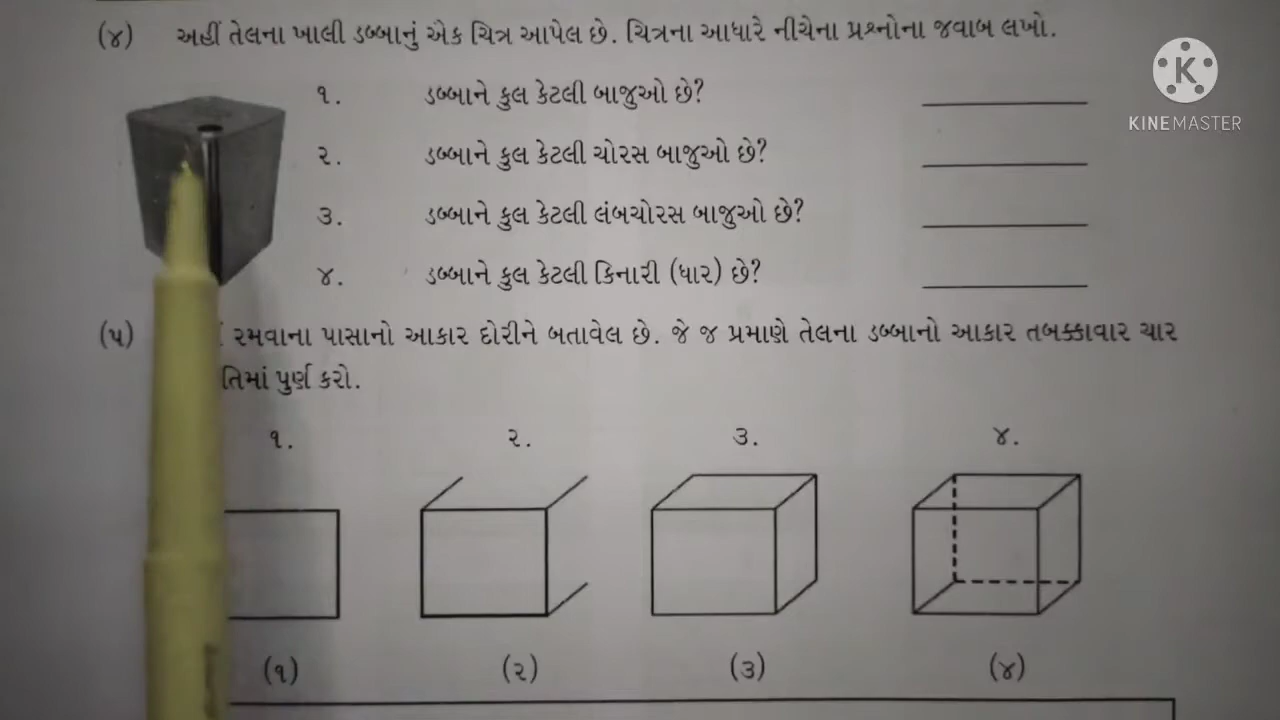 (૪) અહીં તેલના ખાલી ડબ્બાનું એક ચિત્ર આપેલ છે. ચિત્રના આધારે નીચેના પ્રશ્નોના જવાબ લખો.
K
KINEMASTER
૧. ડબ્બાને કુલ કેટલી બાજુઓ છે?
૨. ડબ્બાને કુલ કેટલી ચોરસ બાજુઓ છે?
૩. ડબ્બાને કુલ કેટલી લંબચોરસ બાજુઓ છે?
૪. ડબ્બાને કુલ કેટલી કિનારી (ધાર) છે?
(૫) રમવાના પાસાનો આકાર દોરીને બતાવેલ છે. જે જ પ્રમાણે તેલના ડબ્બાનો આકાર તબક્કાવાર ચાર
પુર્ણ કરો.
૧. ૨. ૩. ૪.
(૧) (૨) (૩) (૪)